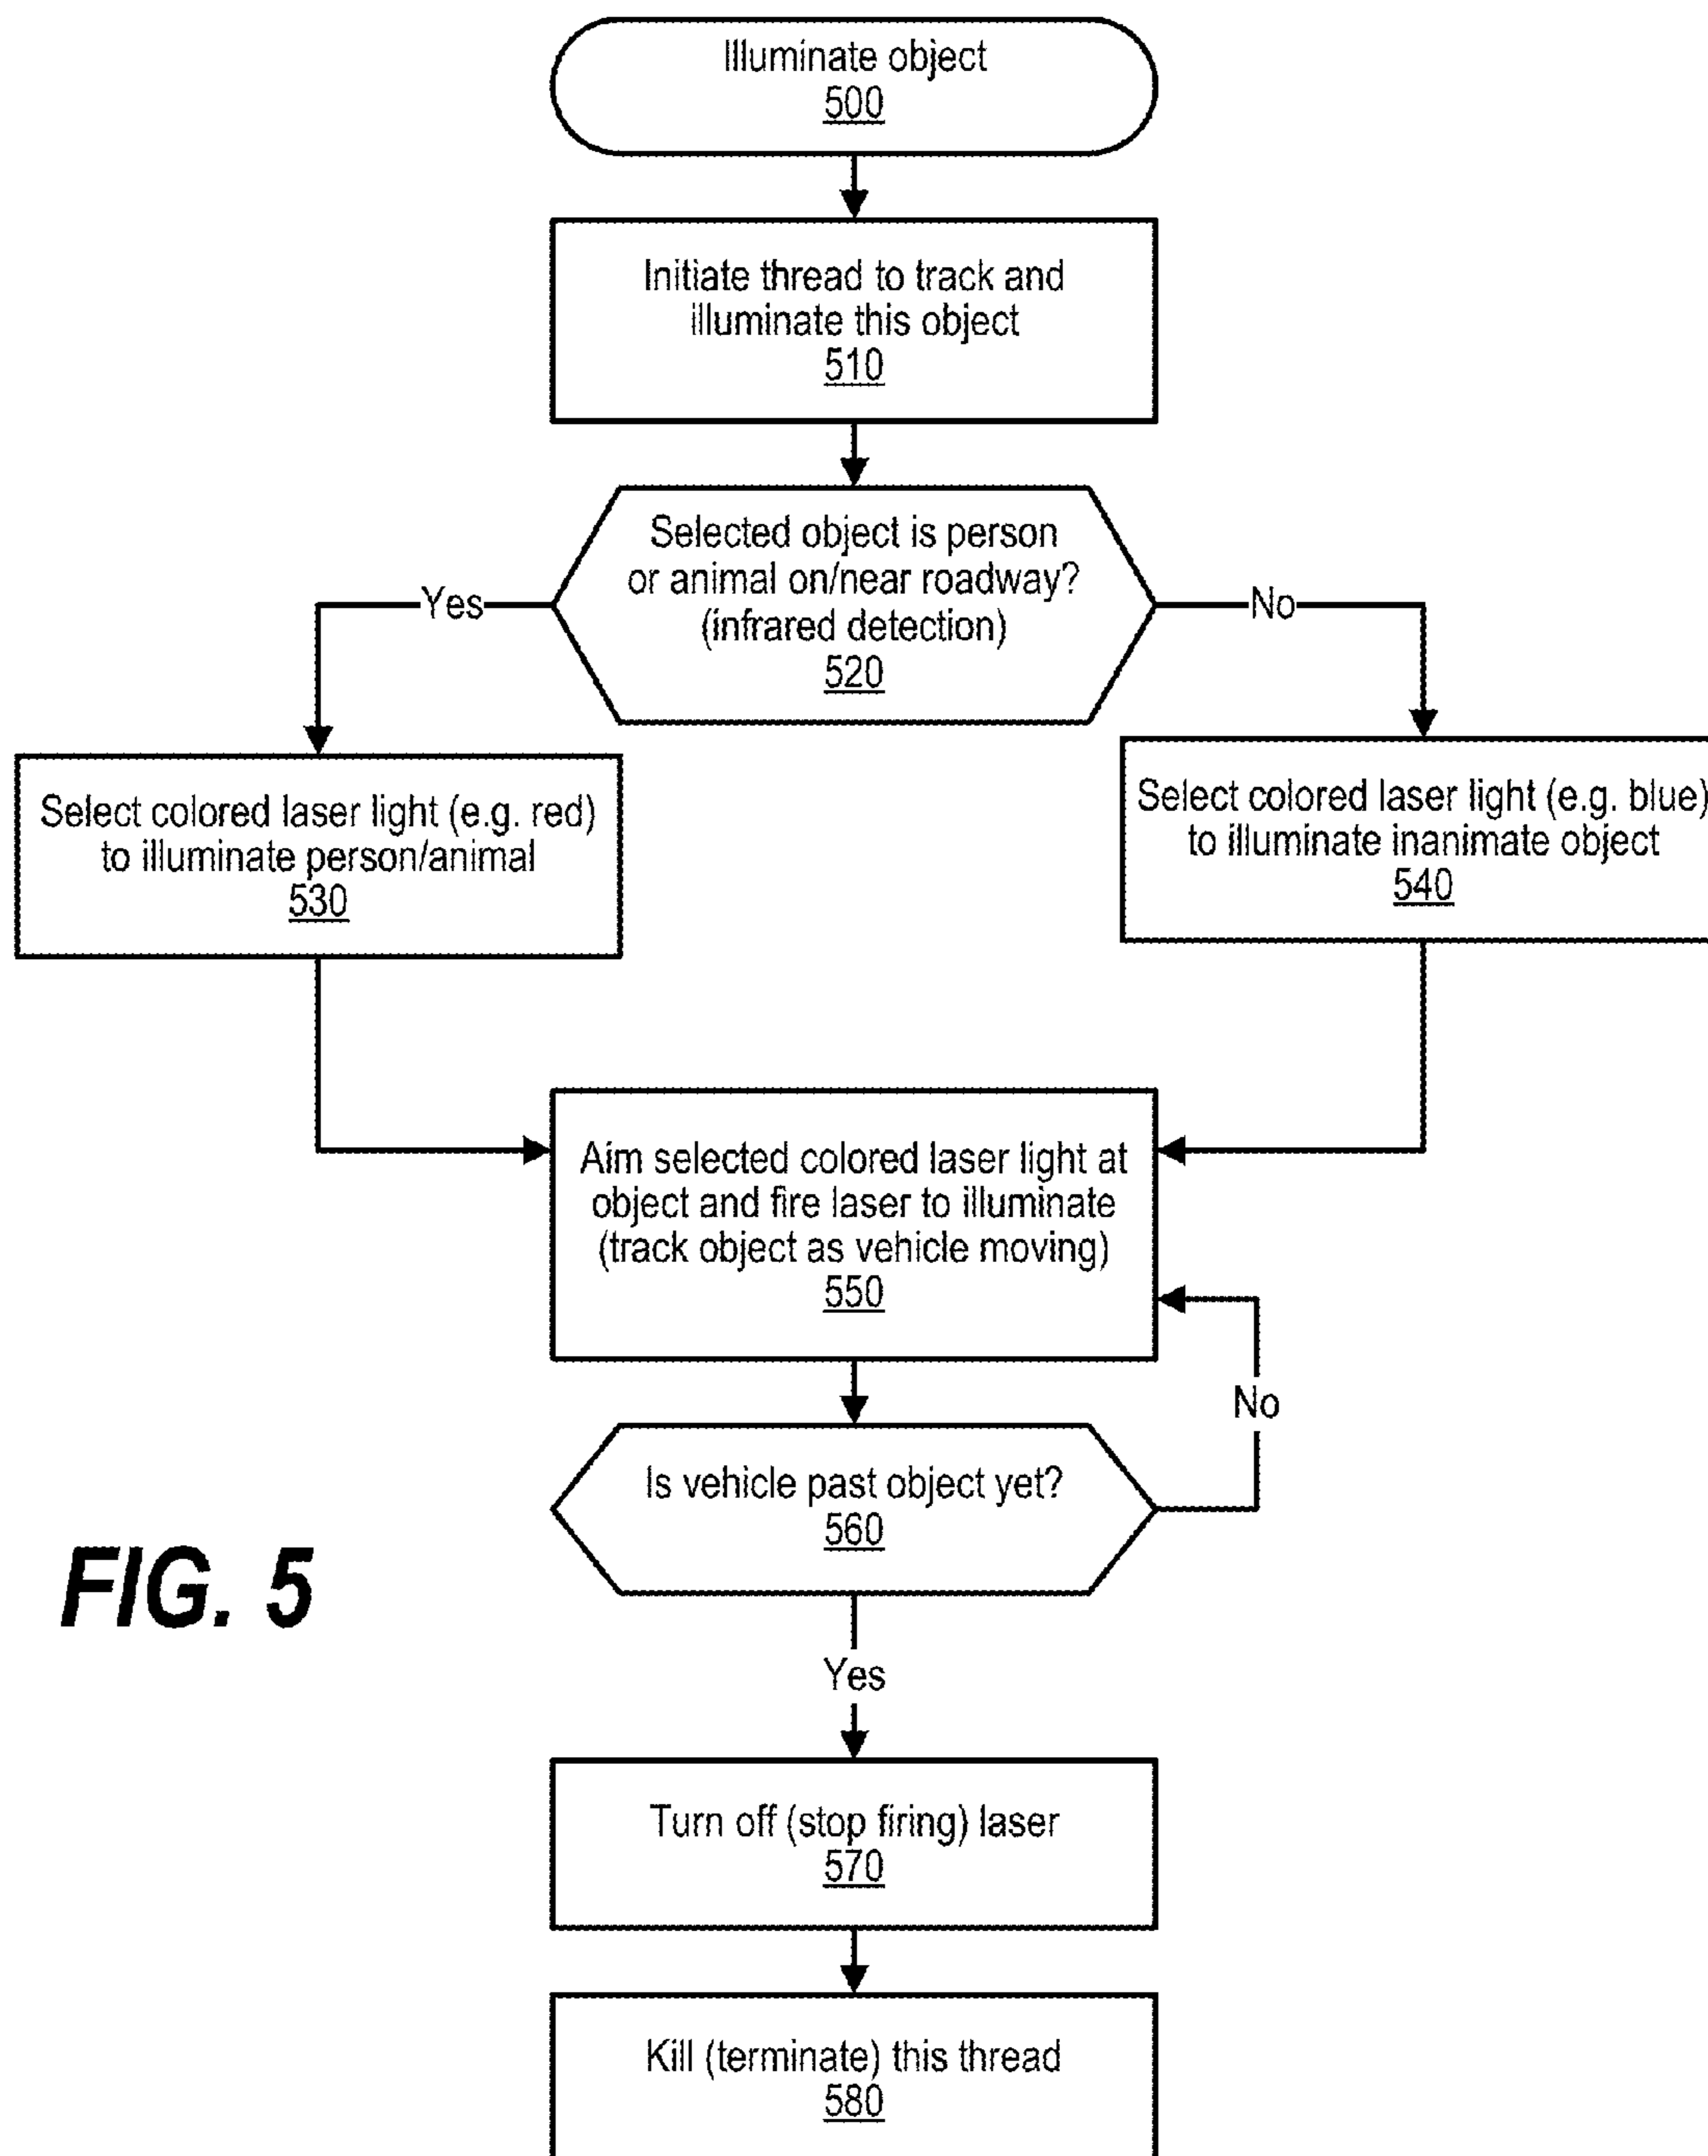 Illuminate object
500
Initiate thread to track and
illuminate this object
510
Selected object is person
or animal on/near roadway?
(infrared detection)
520
Yes
No
Select colored laser light (e.g. red)
to illuminate person/animal
530
Select colored laser light (e.g. blue)
to illuminate inanimate object
540
Aim selected colored laser light at
object and fire laser to illuminate
(track object as vehicle moving)
550
No
Is vehicle past object yet?
560
FIG. 5
Yes
Turn off (stop firing) laser
570
Kill (terminate) this thread
580